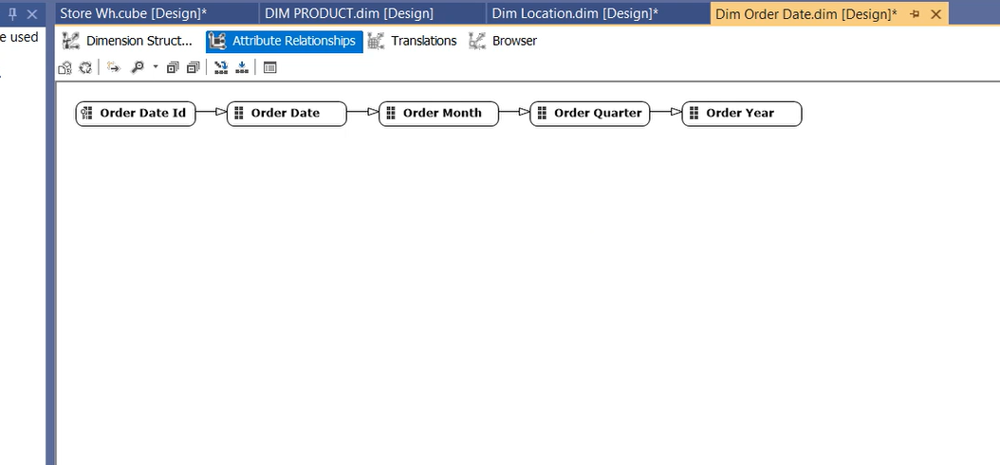 e used
Store Wh.cube [Design]*
DIM PRODUCT.dim [Design]
Dim Location.dim [Design]*
Dim Order Date.dim [Design]*
Dimension Struct...
Attribute Relationships
Translations
Browser
Order Date Id
Order Date
Order Month
Order Quarter
Order Year